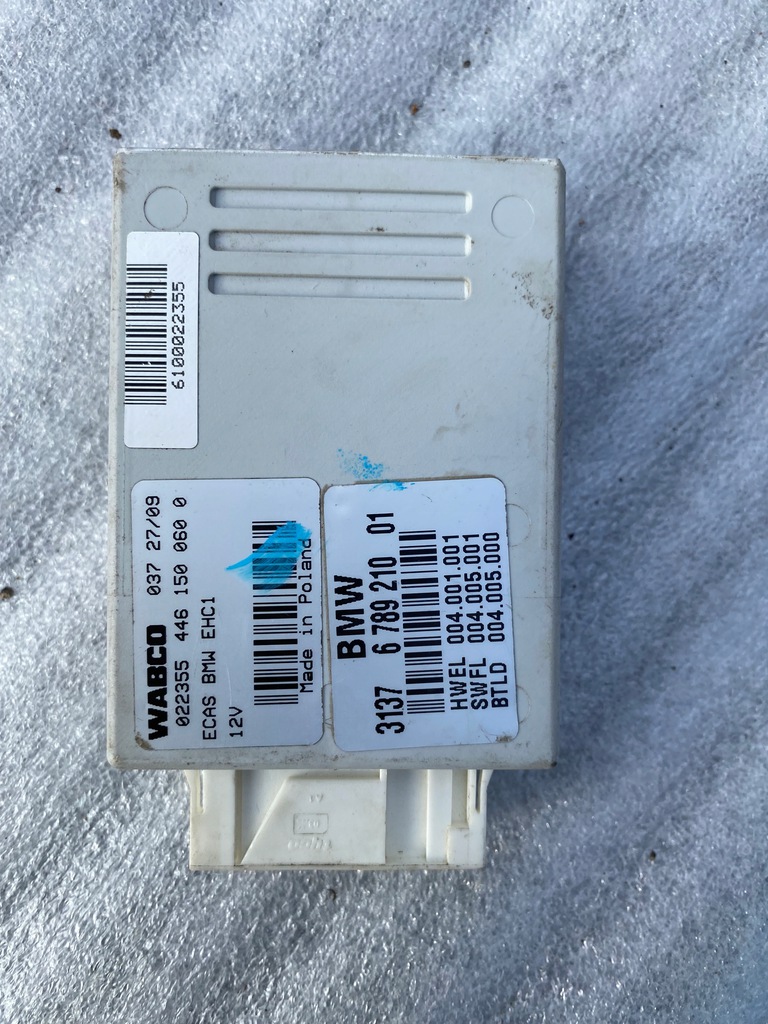 6100022355
WABCO 037 27/09
022355 446 150 060 0
ECAS BMW EHC1
12V
Made in Poland
BMW
3137 6 789 210 01
HWEL 004.001.001
SWFL 004.005.001
BTLD 004.005.000